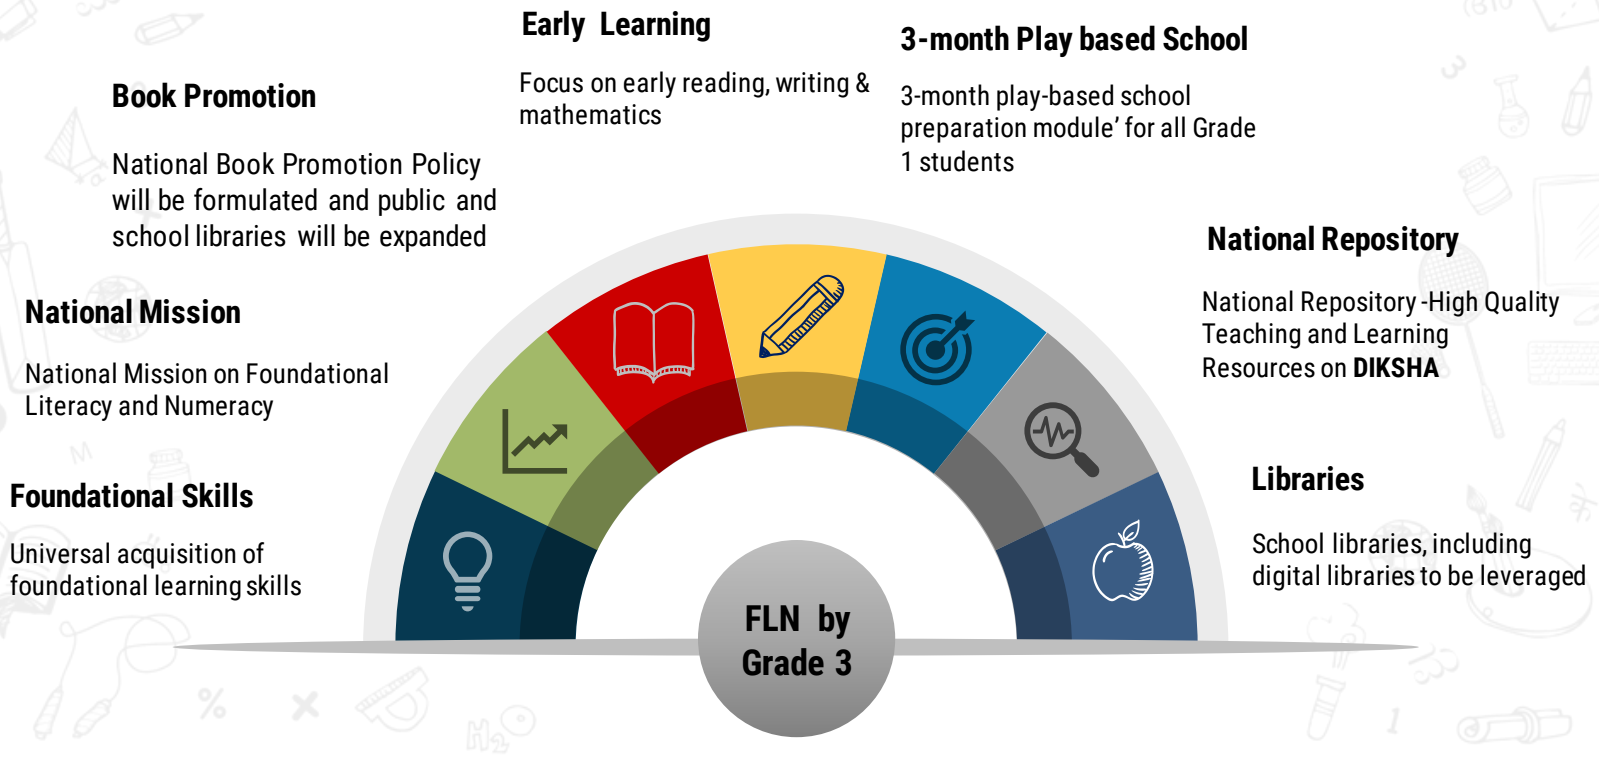 Early Learning
Focus on early reading, writing &
mathematics
3-month Play based School
3-month play-based school
preparation module’ for all Grade
1 students
Book Promotion
National Book Promotion Policy
will be formulated and public and
school libraries will be expanded
National Mission
National Mission on Foundational
Literacy and Numeracy
Foundational Skills
Universal acquisition of
foundational learning skills
National Repository
National Repository -High Quality
Teaching and Learning
Resources on DIKSHA
Libraries
School libraries, including
digital libraries to be leveraged
FLN by
Grade 3
M
%
H2O
3
1